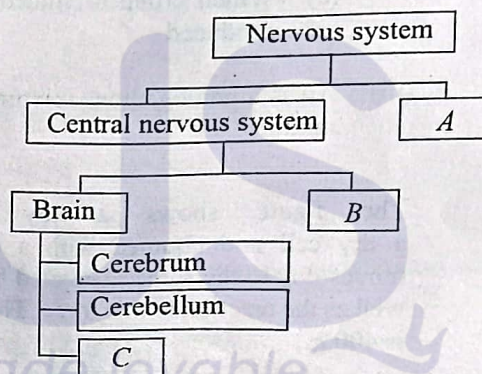 Nervous system
Central nervous system
A
Brain
B
Cerebrum
Cerebellum
C